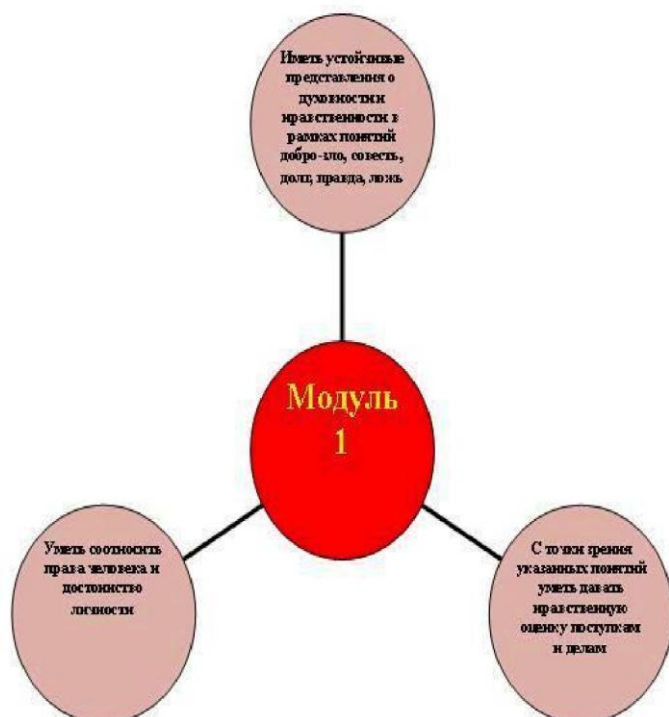 Иметь устойчивые
представления о
духовности и
нравственности в
рамках понятий
добро-зло, совесть,
долг, правда, ложь
Модуль
1
Уметь соотносить
права человека и
достоинство
личности
С точки зрения
указанных понятий
уметь давать
нравственную
оценку поступкам
и делам